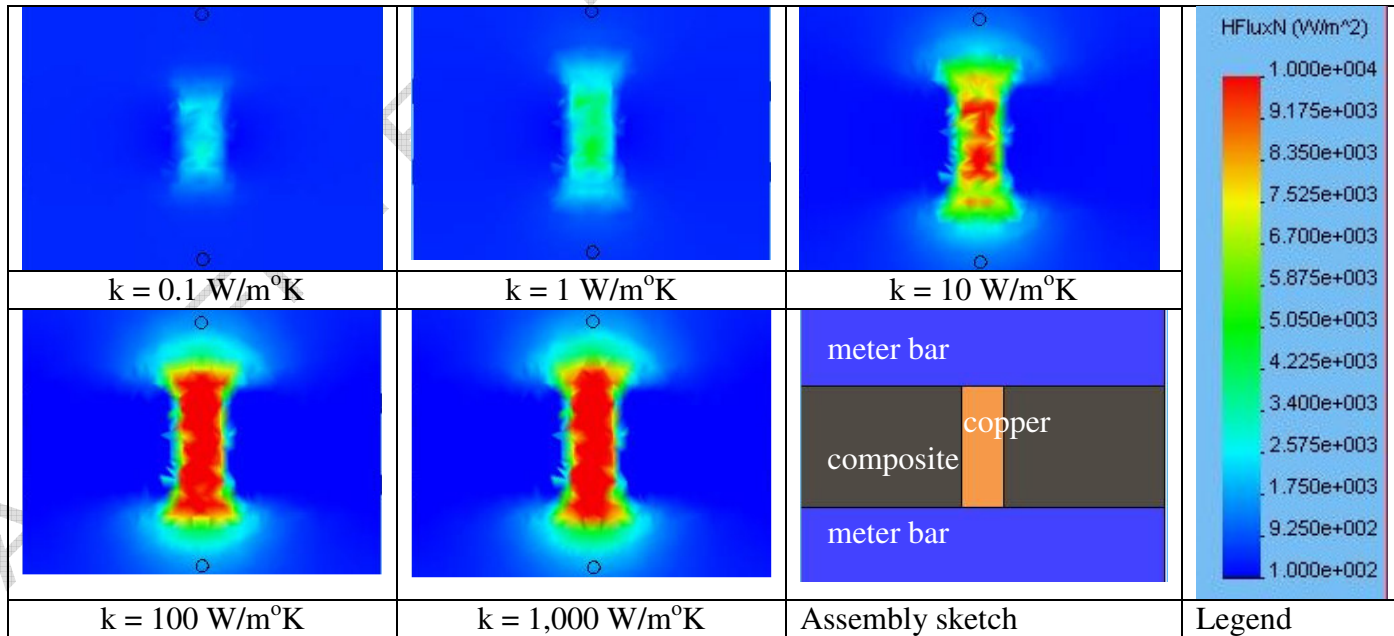 HFluxN (W/m^2)
1.000e+004
9.175e+003
8.350e+003
7.525e+003
6.700e+003
5.875e+003
5.050e+003
4.225e+003
3.400e+003
2.575e+003
1.750e+003
9.250e+002
1.000e+002
k = 0.1 W/m°K
k = 1 W/m°K
k = 10 W/m°K
meter bar
copper
composite
meter bar
k = 100 W/m°K
k = 1,000 W/m°K
Assembly sketch
Legend